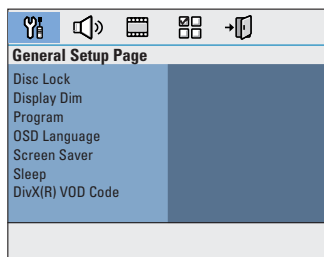 General Setup Page
Disc Lock
Display Dim
Program
OSD Language
Screen Saver
Sleep
DivX(R) VOD Code